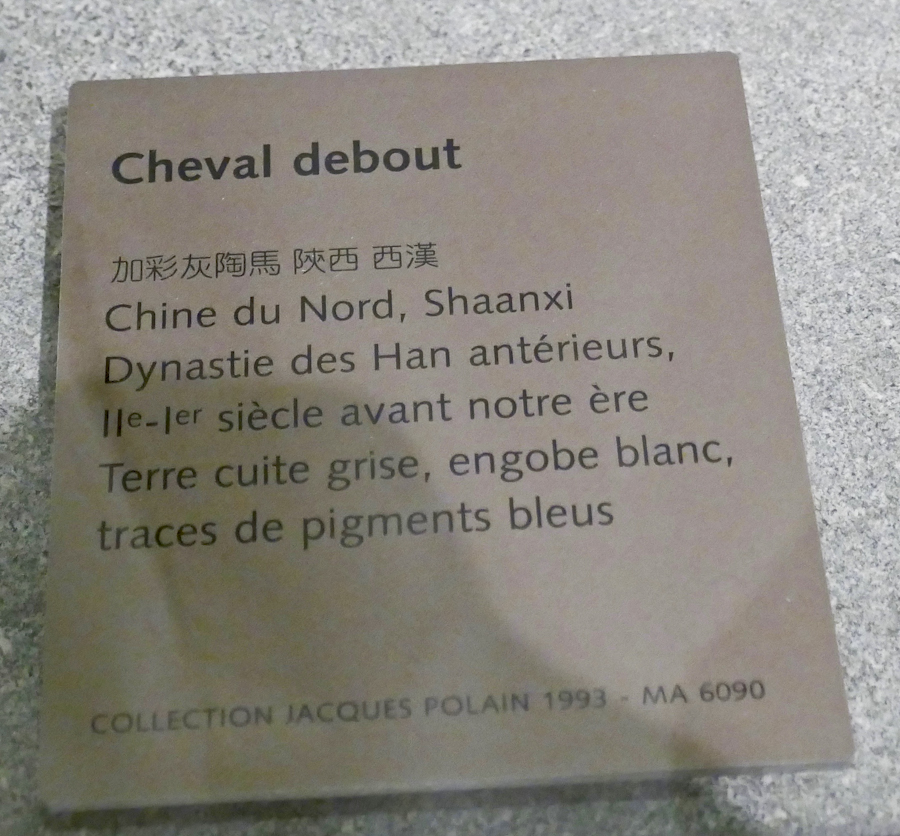 Cheval debout
加彩灰陶馬 陝西 西漢
Chine du Nord, Shaanxi
Dynastie des Han antérieurs,
IIe-Ier siècle avant notre ère
Terre cuite grise, engobe blanc,
traces de pigments bleus
COLLECTION JACQUES POLAIN 1993 - MA 6090